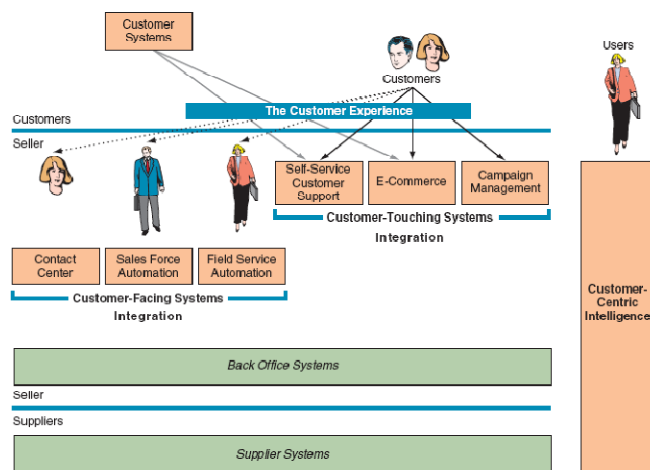 Customer
Systems
Users
Customers
The Customer Experience
Customers
Seller
Self-Service
Customer
Support
E-Commerce
Campaign
Management
Customer-Touching Systems
Integration
Contact
Center
Sales Force
Automation
Field Service
Automation
Customer-Facing Systems
Integration
Customer-
Centric
Intelligence
Back Office Systems
Seller
Suppliers
Supplier Systems